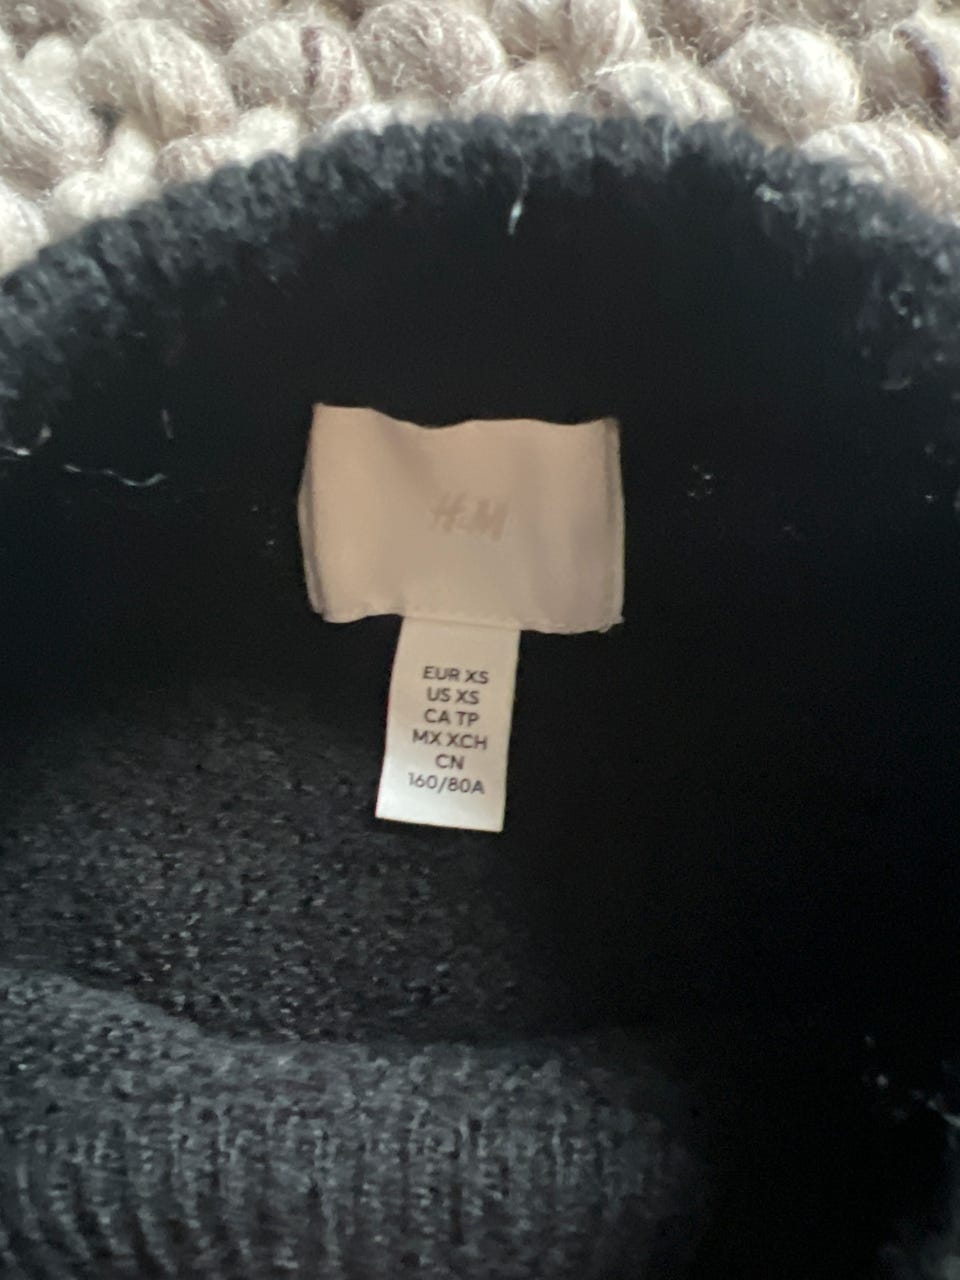 H&M
EUR XS
US XS
CA TP
MX XCH
CN
160/80A